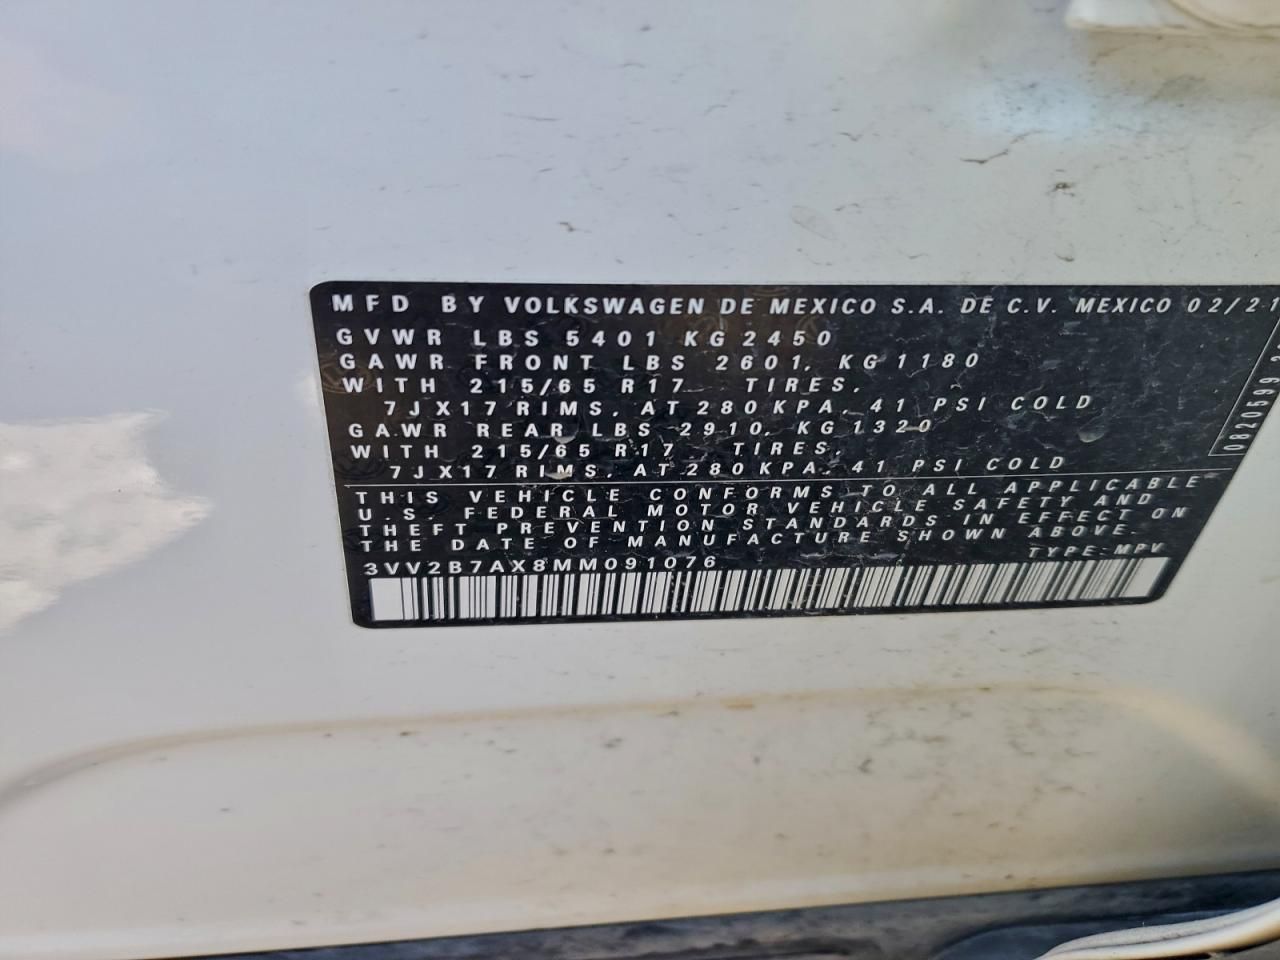 MFD BY VOLKSWAGEN DE MEXICO S.A. DE C.V. MEXICO 02/21
GVWR LBS 5401 KG 2450
GAWR FRONT LBS 2601, KG 1180
WITH 215/65 R17 TIRES,
7JX17 RIMS, AT 280 KPA, 41 PSI COLD
GAWR REAR LBS 2910, KG 1320
WITH 215/65 R17 TIRES,
7JX17 RIMS, AT 280 KPA, 41 PSI COLD
THIS VEHICLE CONFORMS TO ALL APPLICABLE
U.S. FEDERAL MOTOR VEHICLE SAFETY AND
THEFT PREVENTION STANDARDS IN EFFECT ON
THE DATE OF MANUFACTURE SHOWN ABOVE.
TYPE: MPV
3VV2B7AX8MM091076